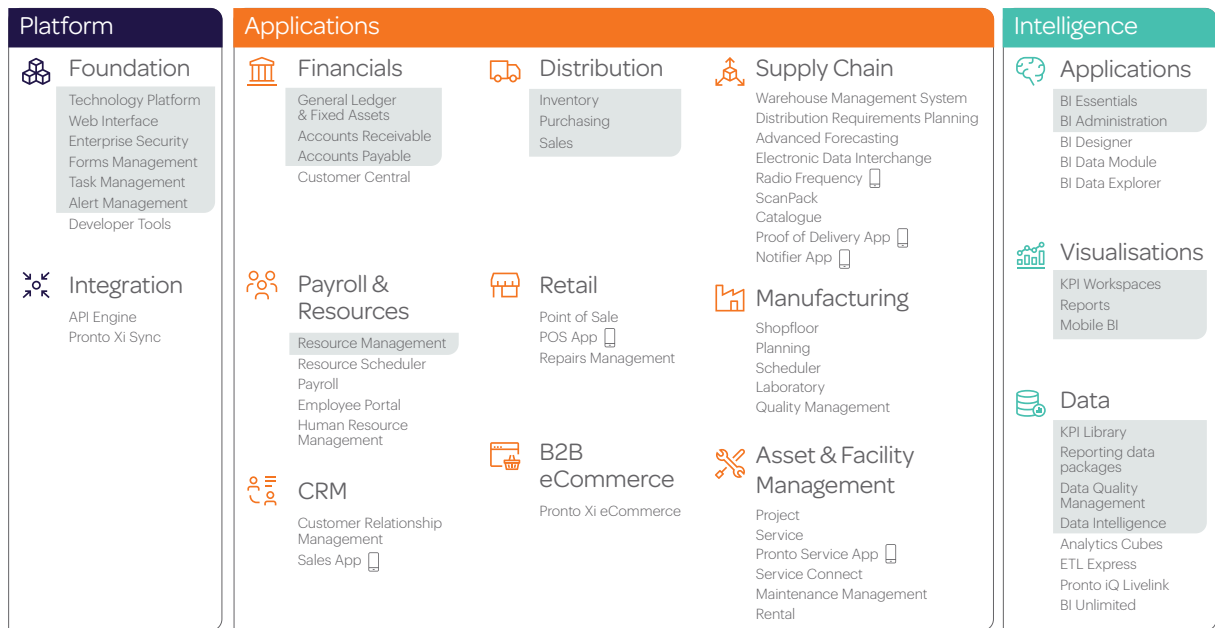 Platform
Foundation
Technology Platform
Web Interface
Enterprise Security
Forms Management
Task Management
Alert Management
Developer Tools
Integration
API Engine
Pronto Xi Sync
Applications
Financials
General Ledger
& Fixed Assets
Accounts Receivable
Accounts Payable
Customer Central
Payroll &
Resources
Resource Management
Resource Scheduler
Payroll
Employee Portal
Human Resource
Management
CRM
Customer Relationship
Management
Sales App
Distribution
Inventory
Purchasing
Sales
Retail
Point of Sale
POS App
Repairs Management
B2B
eCommerce
Pronto Xi eCommerce
Supply Chain
Warehouse Management System
Distribution Requirements Planning
Advanced Forecasting
Electronic Data Interchange
Radio Frequency
ScanPack
Catalogue
Proof of Delivery App
Notifier App
Manufacturing
Shopfloor
Planning
Scheduler
Laboratory
Quality Management
Asset & Facility
Management
Project
Service
Pronto Service App
Service Connect
Maintenance Management
Rental
Intelligence
Applications
BI Essentials
BI Administration
BI Designer
BI Data Module
BI Data Explorer
Visualisations
KPI Workspaces
Reports
Mobile BI
Data
KPI Library
Reporting data
packages
Data Quality
Management
Data Intelligence
Analytics Cubes
ETL Express
Pronto iQ Livelink
BI Unlimited